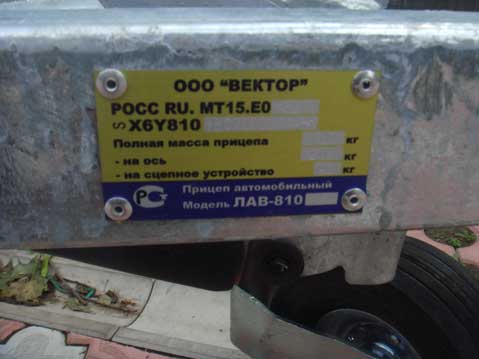 ООО "ВЕКТОР"
РОСС RU. МТ15.Е0
S X6Y810
Полная масса прицепа кг
- на ось кг
- на сцепное устройство кг
Прицеп автомобильный
Модель ЛАВ-810